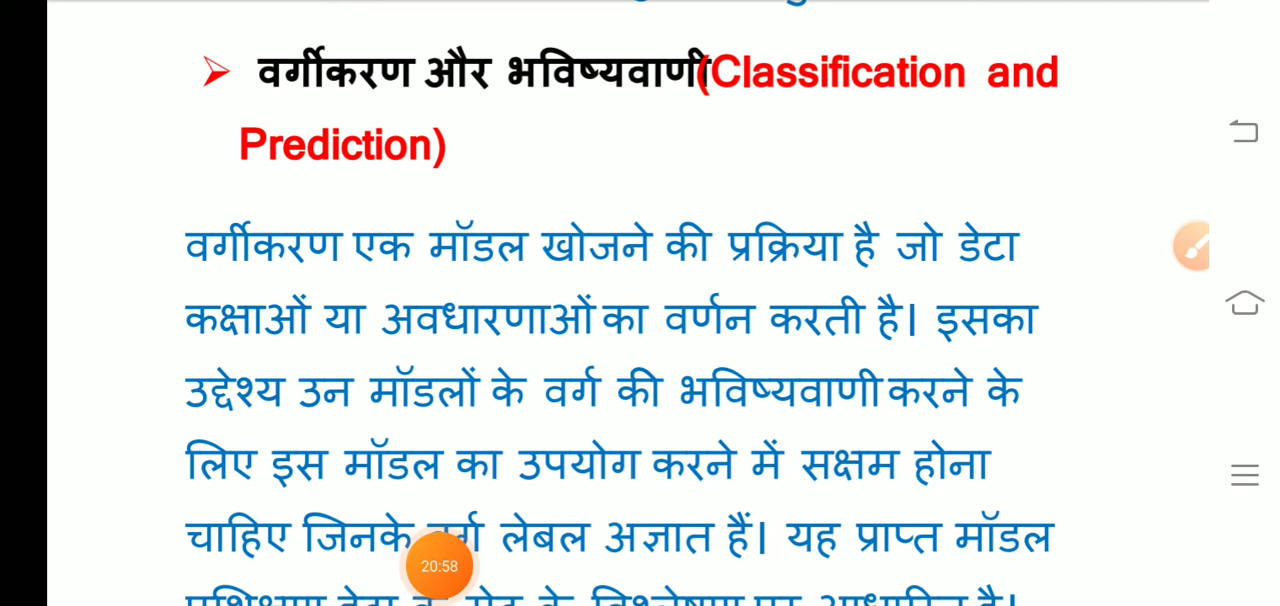 ➢ वर्गीकरण और भविष्यवाणी(Classification and
Prediction)
वर्गीकरण एक मॉडल खोजने की प्रक्रिया है जो डेटा
कक्षाओं या अवधारणाओं का वर्णन करती है। इसका
उद्देश्य उन मॉडलों के वर्ग की भविष्यवाणी करने के
लिए इस मॉडल का उपयोग करने में सक्षम होना
चाहिए जिनके वर्ग लेबल अज्ञात हैं। यह प्राप्त मॉडल
20:58